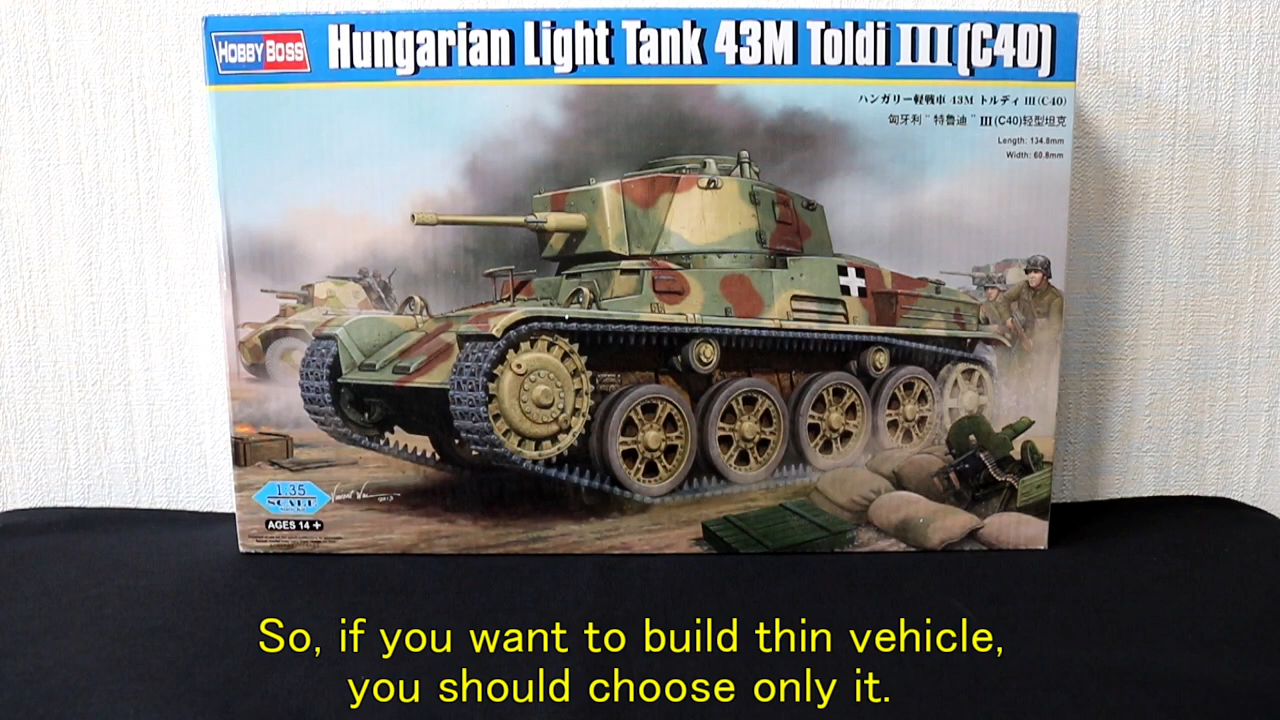 HOBBY BOSS
Hungarian Light Tank 43M Toldi III(C40)
ハンガリー軽戦車 43M トルディ III(C40)
匈牙利“特鲁迪”III(C40)轻型坦克
Length: 134.8mm
Width: 60.8mm
1:35
SCALE
AGES 14+
So, if you want to build thin vehicle,
you should choose only it.